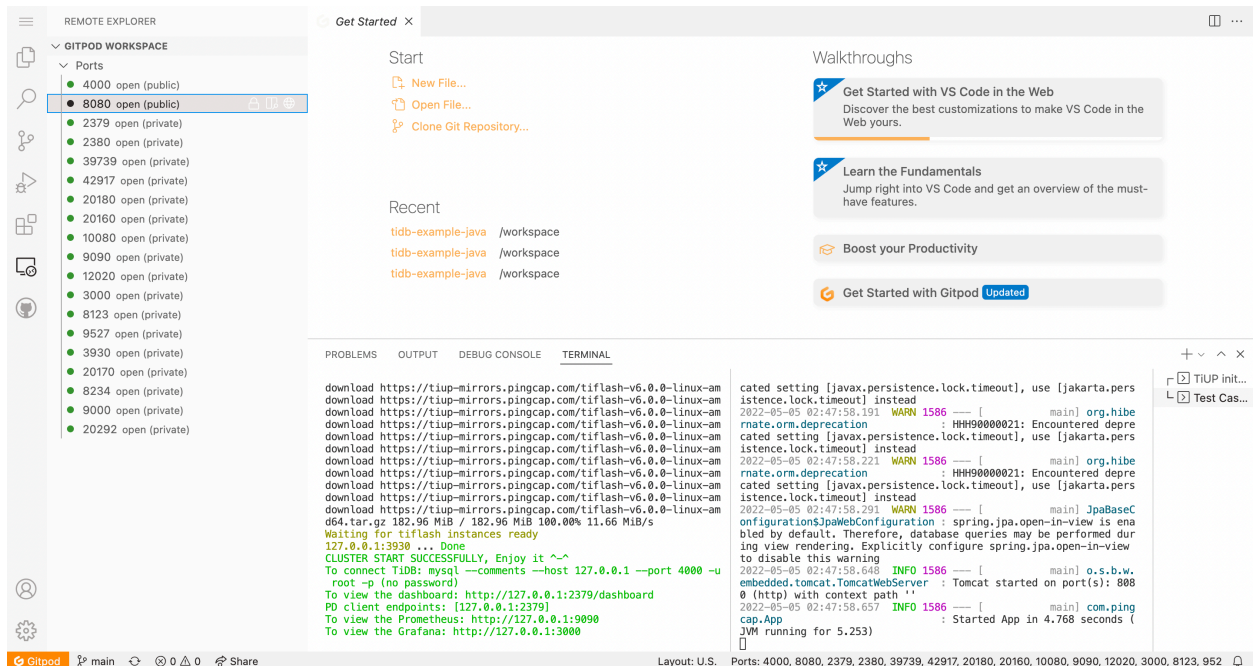 REMOTE EXPLORER
GITPOD WORKSPACE
Ports
4000 open (public)
8080 open (public)
2379 open (private)
2380 open (private)
39739 open (private)
42917 open (private)
20180 open (private)
20160 open (private)
10080 open (private)
9090 open (private)
12020 open (private)
3000 open (private)
8123 open (private)
9527 open (private)
3930 open (private)
20170 open (private)
8234 open (private)
9000 open (private)
20292 open (private)
Get Started
Start
New File...
Open File...
Clone Git Repository...
Recent
tidb-example-java /workspace
tidb-example-java /workspace
tidb-example-java /workspace
Walkthroughs
Get Started with VS Code in the Web
Discover the best customizations to make VS Code in the
Web yours.
Learn the Fundamentals
Jump right into VS Code and get an overview of the must-
have features.
Boost your Productivity
Get Started with Gitpod Updated
PROBLEMS OUTPUT DEBUG CONSOLE TERMINAL
download https://tiup-mirrors.pingcap.com/tiflash-v6.0.0-linux-am
download https://tiup-mirrors.pingcap.com/tiflash-v6.0.0-linux-am
download https://tiup-mirrors.pingcap.com/tiflash-v6.0.0-linux-am
download https://tiup-mirrors.pingcap.com/tiflash-v6.0.0-linux-am
download https://tiup-mirrors.pingcap.com/tiflash-v6.0.0-linux-am
download https://tiup-mirrors.pingcap.com/tiflash-v6.0.0-linux-am
download https://tiup-mirrors.pingcap.com/tiflash-v6.0.0-linux-am
download https://tiup-mirrors.pingcap.com/tiflash-v6.0.0-linux-am
download https://tiup-mirrors.pingcap.com/tiflash-v6.0.0-linux-am
download https://tiup-mirrors.pingcap.com/tiflash-v6.0.0-linux-am
download https://tiup-mirrors.pingcap.com/tiflash-v6.0.0-linux-am
d64.tar.gz 182.96 MiB / 182.96 MiB 100.00% 11.66 MiB/s
Waiting for tiflash instances ready
127.0.0.1:3930 ... Done
CLUSTER START SUCCESSFULLY, Enjoy it ^-^
To connect TiDB: mysql --comments --host 127.0.0.1 --port 4000 -u
root -p (no password)
To view the dashboard: http://127.0.0.1:2379/dashboard
PD client endpoints: [127.0.0.1:2379]
To view the Prometheus: http://127.0.0.1:9090
To view the Grafana: http://127.0.0.1:3000
cated setting [javax.persistence.lock.timeout], use [jakarta.pers
istence.lock.timeout] instead
2022-05-05 02:47:58.191 WARN 1586 --- [ main] org.hibe
rnate.orm.deprecation : HHH90000021: Encountered depre
cated setting [javax.persistence.lock.timeout], use [jakarta.pers
istence.lock.timeout] instead
2022-05-05 02:47:58.221 WARN 1586 --- [ main] org.hibe
rnate.orm.deprecation : HHH90000021: Encountered depre
cated setting [javax.persistence.lock.timeout], use [jakarta.pers
istence.lock.timeout] instead
2022-05-05 02:47:58.291 WARN 1586 --- [ main] JpaBaseC
onfiguration$JpaWebConfiguration : spring.jpa.open-in-view is ena
bled by default. Therefore, database queries may be performed dur
ing view rendering. Explicitly configure spring.jpa.open-in-view
to disable this warning
2022-05-05 02:47:58.648 INFO 1586 --- [ main] o.s.b.w.
embedded.tomcat.TomcatWebServer : Tomcat started on port(s): 808
0 (http) with context path ''
2022-05-05 02:47:58.657 INFO 1586 --- [ main] com.ping
cap.App : Started App in 4.768 seconds (
JVM running for 5.253)
TiUP init...
Test Cas...
Gitpod main 0 0 Share
Layout: U.S. Ports: 4000, 8080, 2379, 2380, 39739, 42917, 20180, 20160, 10080, 9090, 12020, 3000, 8123, 952